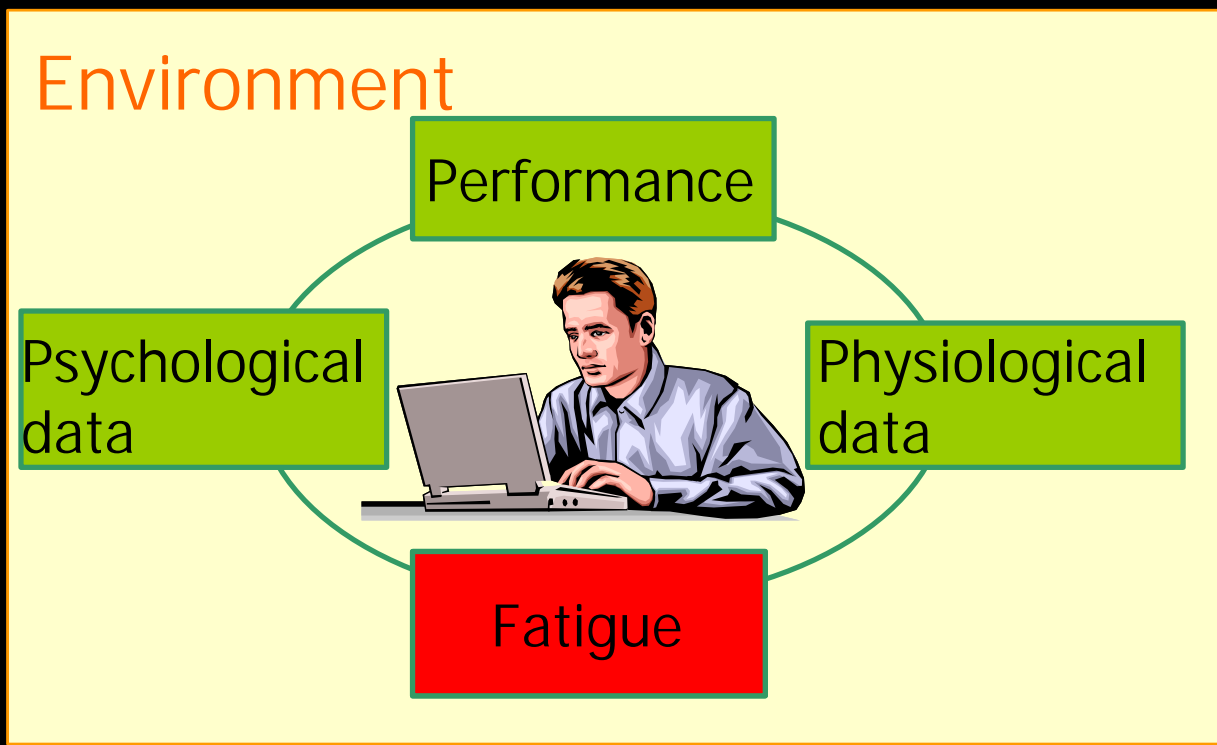 Environment
Performance
Psychological
data
Physiological
data
Fatigue